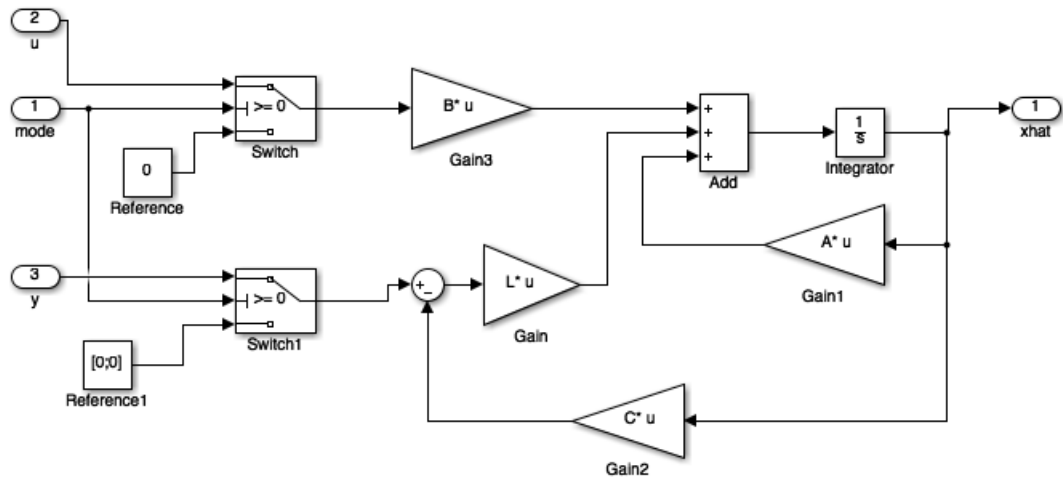 2
u
1
mode
>= 0
Switch
0
Reference
B* u
Gain3
+
+
+
Add
1
s
Integrator
1
xhat
A* u
Gain1
3
y
>= 0
Switch1
[0;0]
Reference1
+
−
L* u
Gain
C* u
Gain2